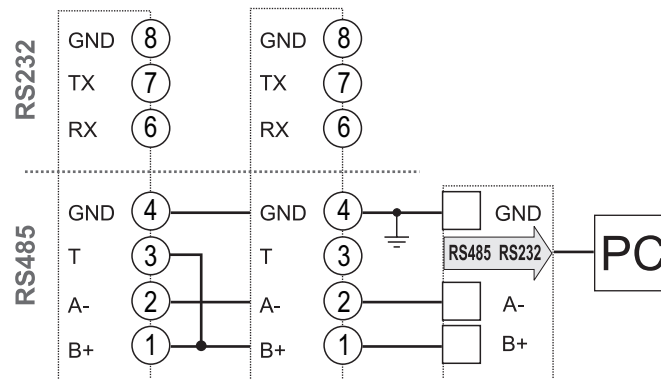 RS232
GND 8 GND 8
TX 7 TX 7
RX 6 RX 6
RS485
GND 4 GND 4 GND
T 3 T 3 RS485 RS232 PC
A- 2 A- 2 A-
B+ 1 B+ 1 B+